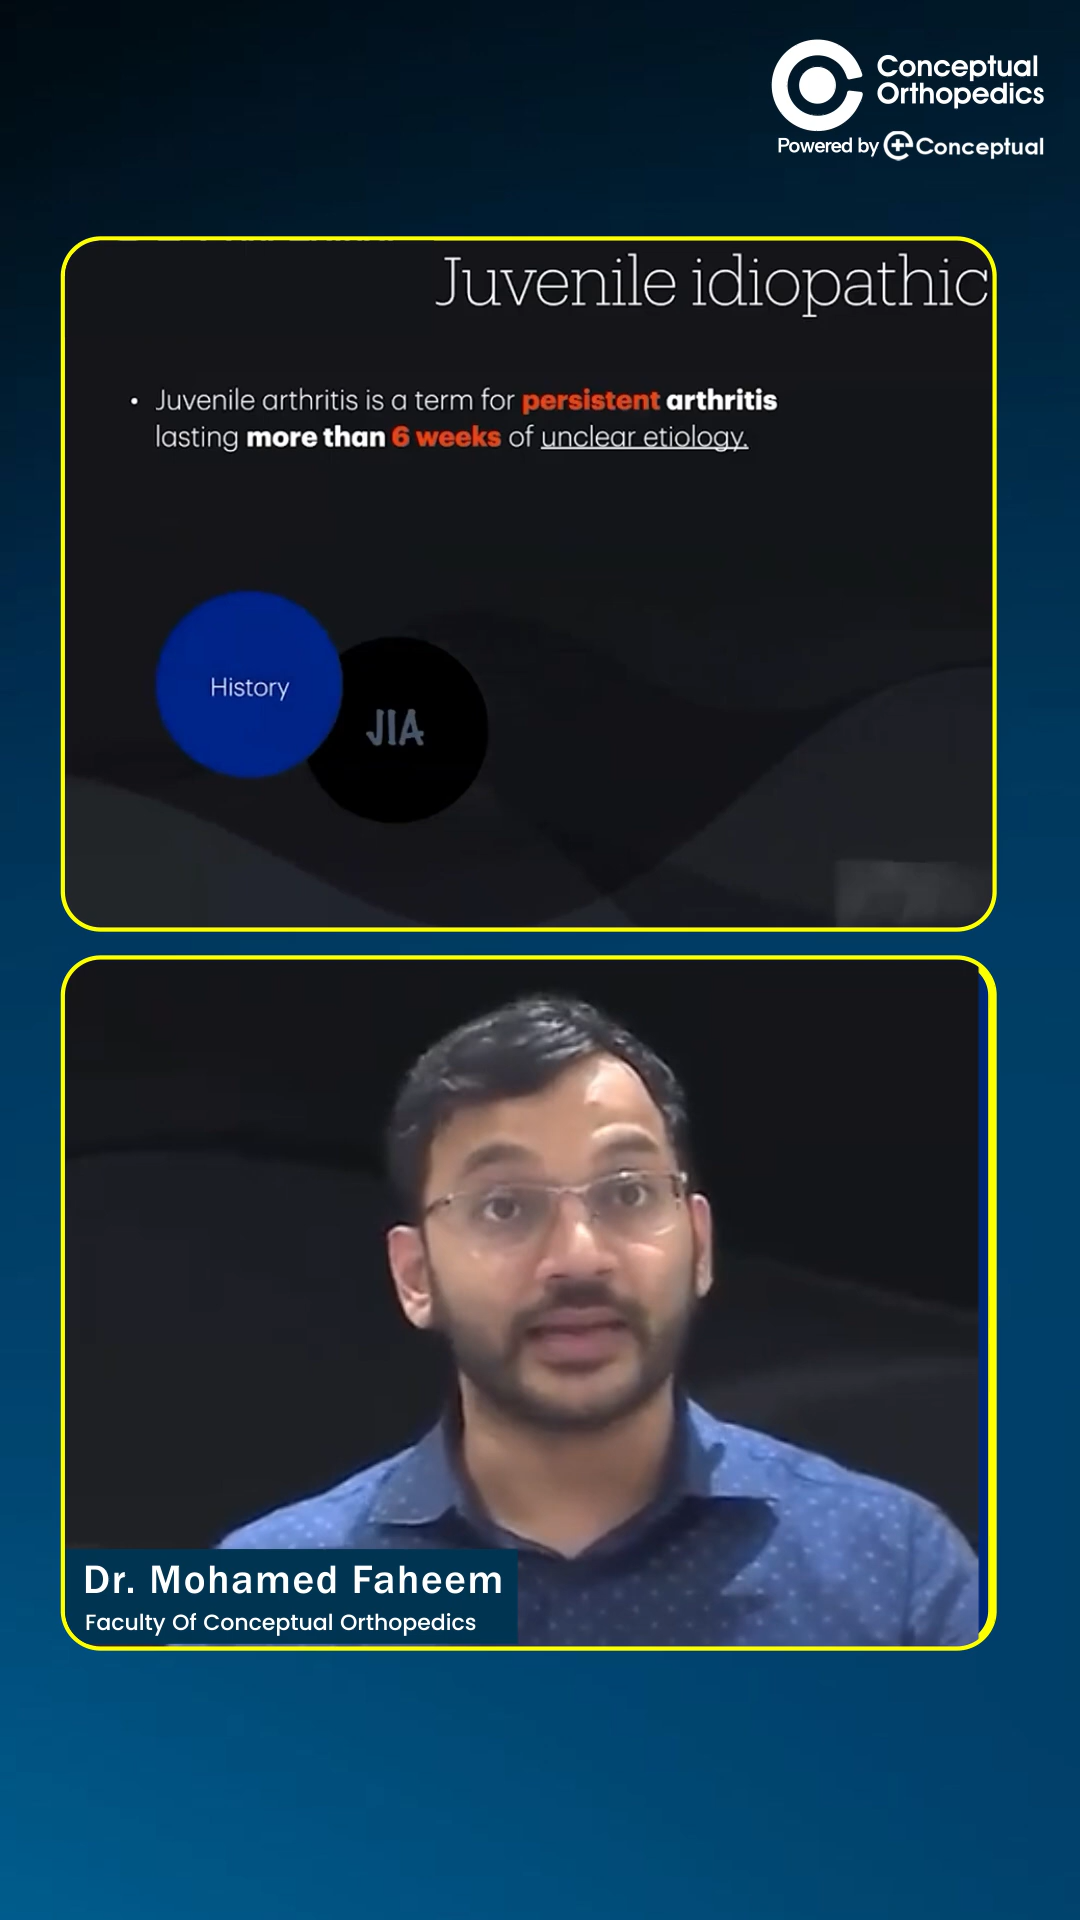 Conceptual
Orthopedics
Powered by Conceptual
Juvenile idiopathic
• Juvenile arthritis is a term for persistent arthritis
lasting more than 6 weeks of unclear etiology.
History
JIA
Dr. Mohamed Faheem
Faculty Of Conceptual Orthopedics